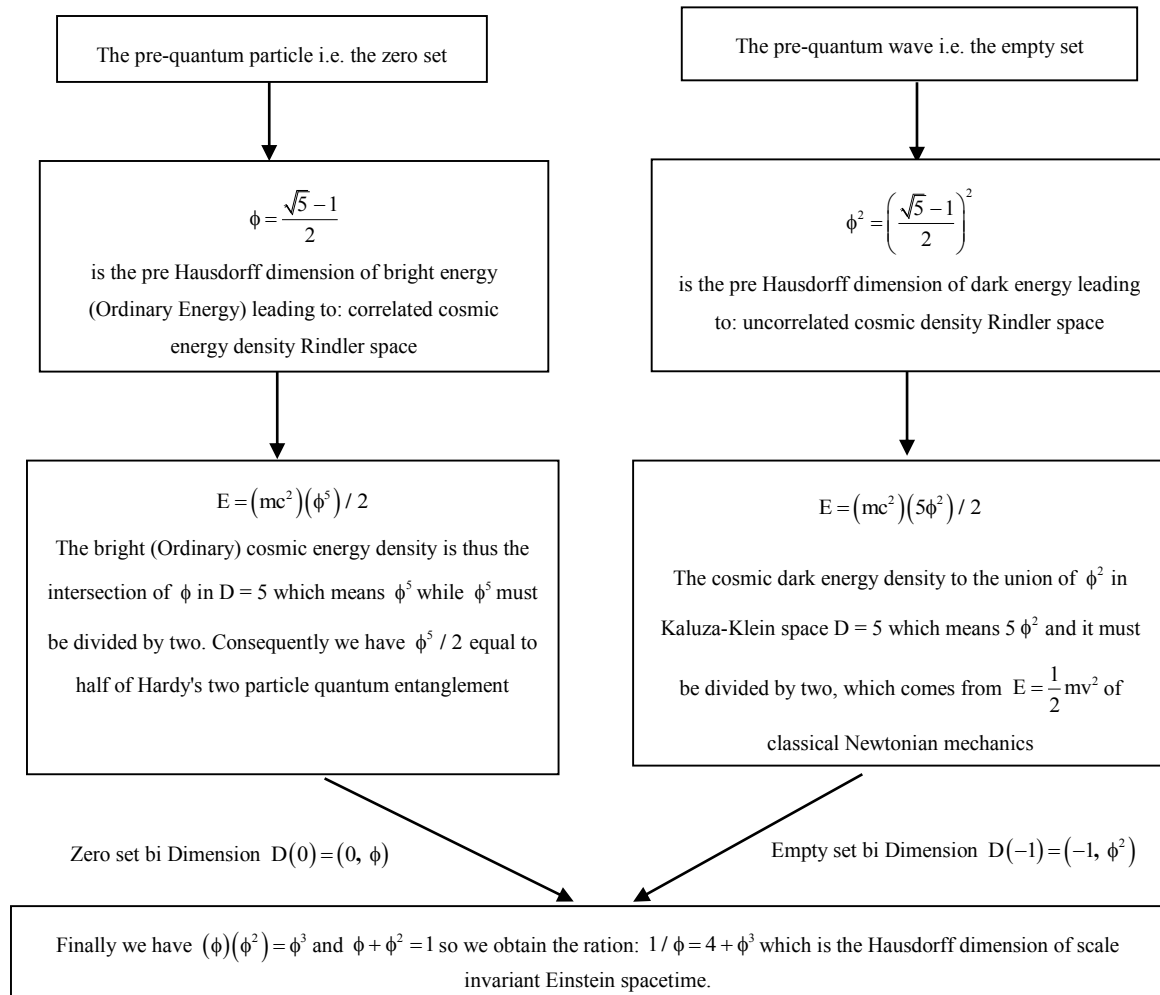 The pre-quantum particle i.e. the zero set
The pre-quantum wave i.e. the empty set
ϕ = (√5 − 1) / 2
is the pre Hausdorff dimension of bright energy
(Ordinary Energy) leading to: correlated cosmic
energy density Rindler space
ϕ² = ((√5 − 1) / 2)²
is the pre Hausdorff dimension of dark energy leading
to: uncorrelated cosmic density Rindler space
E = (mc²)(ϕ⁵) / 2
The bright (Ordinary) cosmic energy density is thus the
intersection of ϕ in D = 5 which means ϕ⁵ while ϕ⁵ must
be divided by two. Consequently we have ϕ⁵ / 2 equal to
half of Hardy's two particle quantum entanglement
E = (mc²)(5ϕ²) / 2
The cosmic dark energy density to the union of ϕ² in
Kaluza-Klein space D = 5 which means 5 ϕ² and it must
be divided by two, which comes from E = 1/2 mv² of
classical Newtonian mechanics
Zero set bi Dimension D(0) = (0, ϕ)
Empty set bi Dimension D(−1) = (−1, ϕ²)
Finally we have (ϕ)(ϕ²) = ϕ³ and ϕ + ϕ² = 1 so we obtain the ration: 1 / ϕ = 4 + ϕ³ which is the Hausdorff dimension of scale
invariant Einstein spacetime.